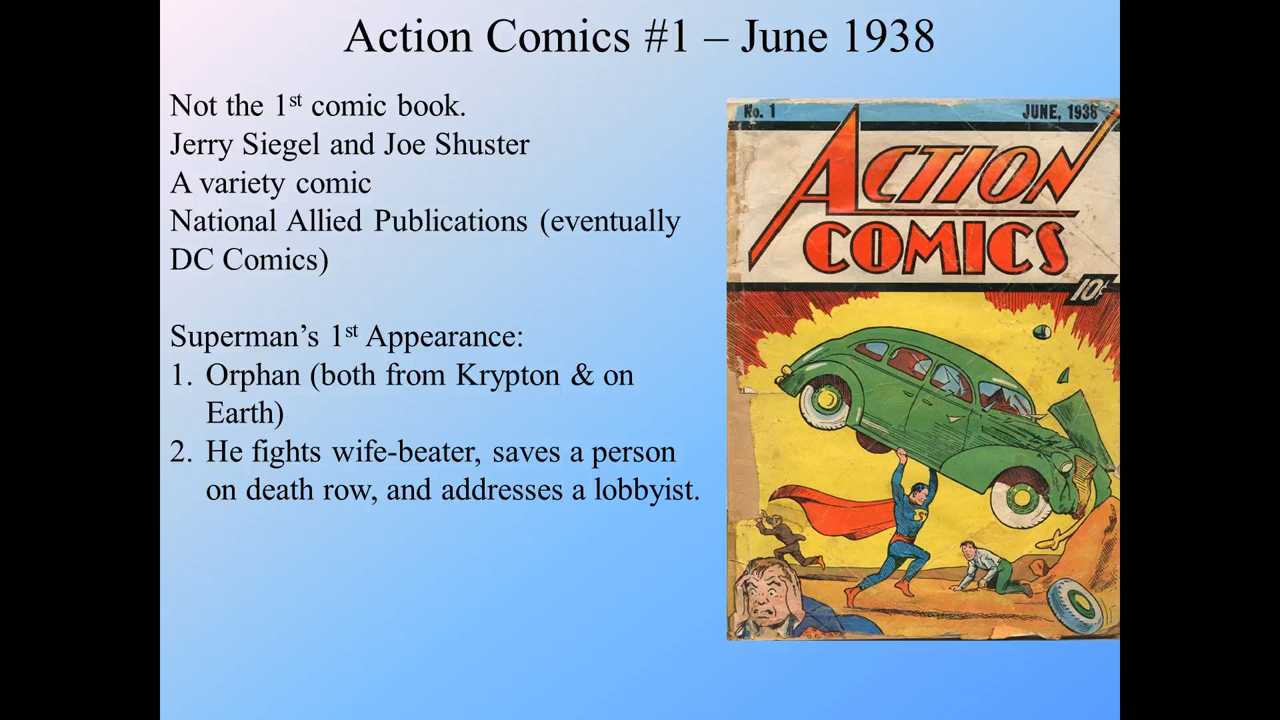 Action Comics #1 – June 1938
Not the 1st comic book.
Jerry Siegel and Joe Shuster
A variety comic
National Allied Publications (eventually
DC Comics)
Superman’s 1st Appearance:
1. Orphan (both from Krypton & on
Earth)
2. He fights wife-beater, saves a person
on death row, and addresses a lobbyist.
No. 1
JUNE, 1938
ACTION
COMICS
10¢
S